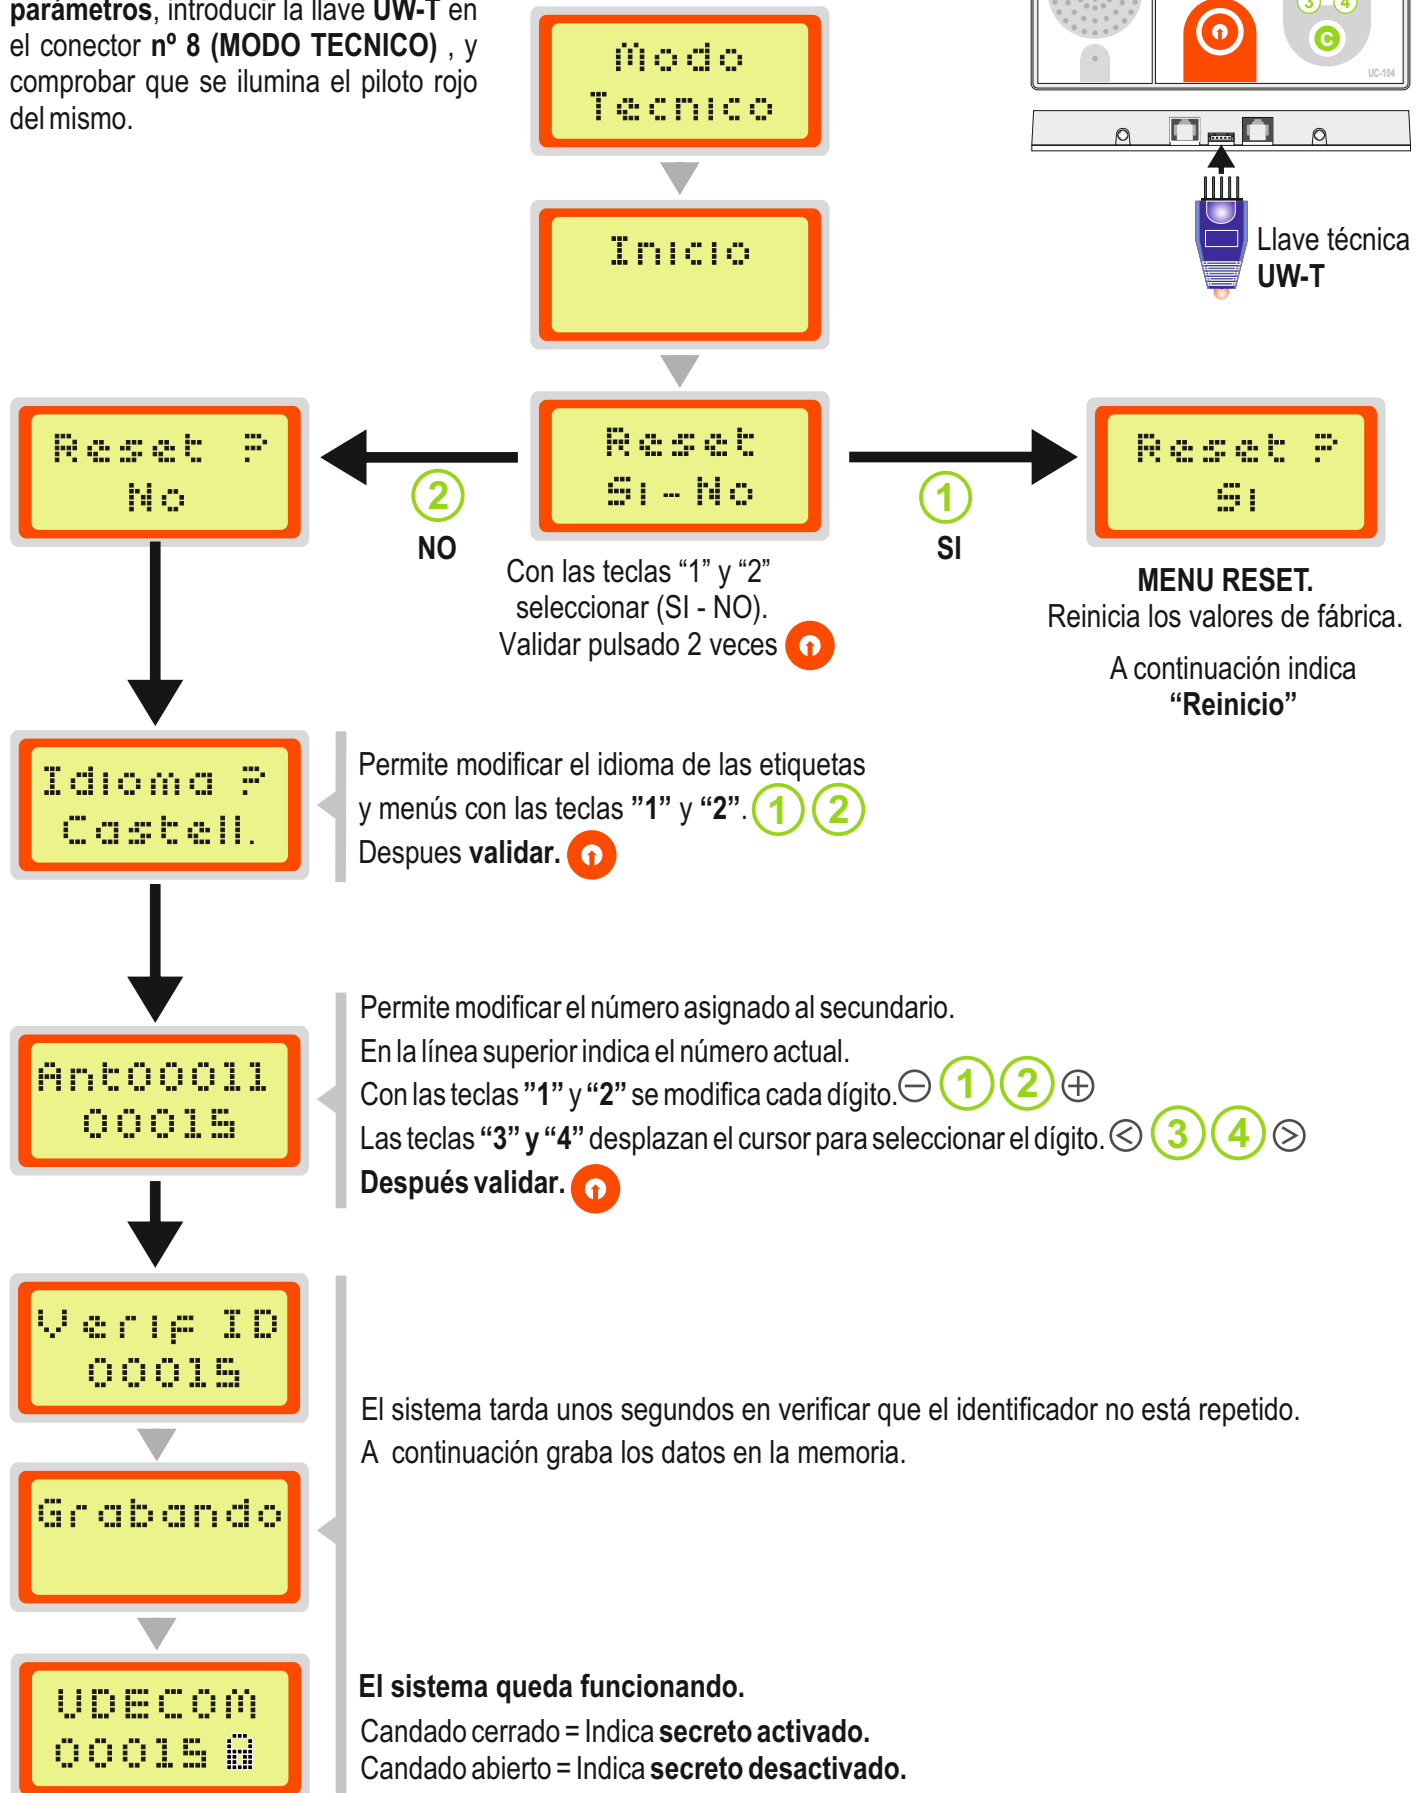 parámetros, introducir la llave UW-T en
el conector nº 8 (MODO TECNICO) , y
comprobar que se ilumina el piloto rojo
del mismo.
Modo
Tecnico
3 4
C
UC-104
Llave técnica
UW-T
Inicio
Reset ?
No
2
NO
Reset
Si-No
1
SI
Reset ?
Si
Con las teclas “1” y “2”
seleccionar (SI - NO).
Validar pulsado 2 veces
MENU RESET.
Reinicia los valores de fábrica.
A continuación indica
“Reinicio”
Idioma ?
Castell.
Permite modificar el idioma de las etiquetas
y menús con las teclas ”1” y “2”. 1 2
Despues validar.
Ant00011
00015
Permite modificar el número asignado al secundario.
En la línea superior indica el número actual.
Con las teclas ”1” y “2” se modifica cada dígito. - 1 2 +
Las teclas “3” y “4” desplazan el cursor para seleccionar el dígito. < 3 4 >
Después validar.
Verif ID
00015
El sistema tarda unos segundos en verificar que el identificador no está repetido.
A continuación graba los datos en la memoria.
Grabando
UDECOM
00015
El sistema queda funcionando.
Candado cerrado = Indica secreto activado.
Candado abierto = Indica secreto desactivado.